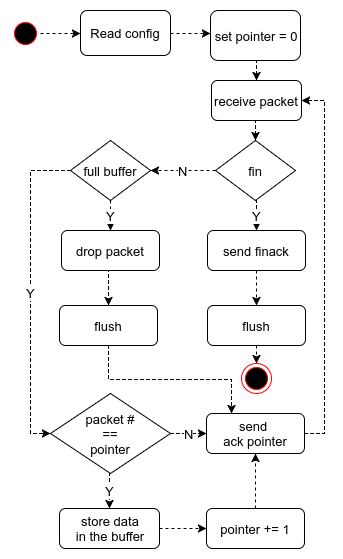 Read config
set pointer = 0
receive packet
full buffer
N
fin
Y
Y
drop packet
send finack
Y
flush
flush
packet #
==
pointer
N
send
ack pointer
Y
store data
in the buffer
pointer += 1